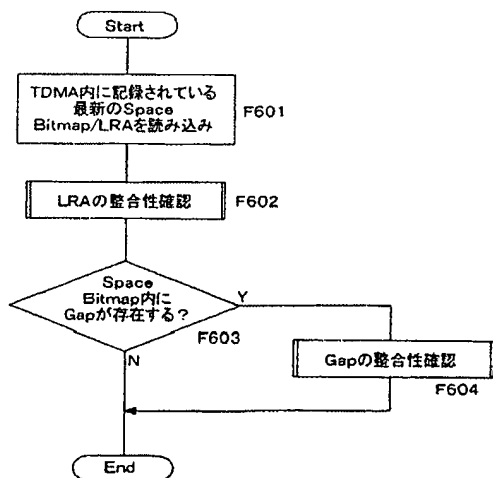 Start
TDMA内に記録されている
最新のSpace
Bitmap/LRAを読み込み
F601
LRAの整合性確認
F602
Space
Bitmap内に
Gapが存在する？
Y
F603
N
Gapの整合性確認
F604
End